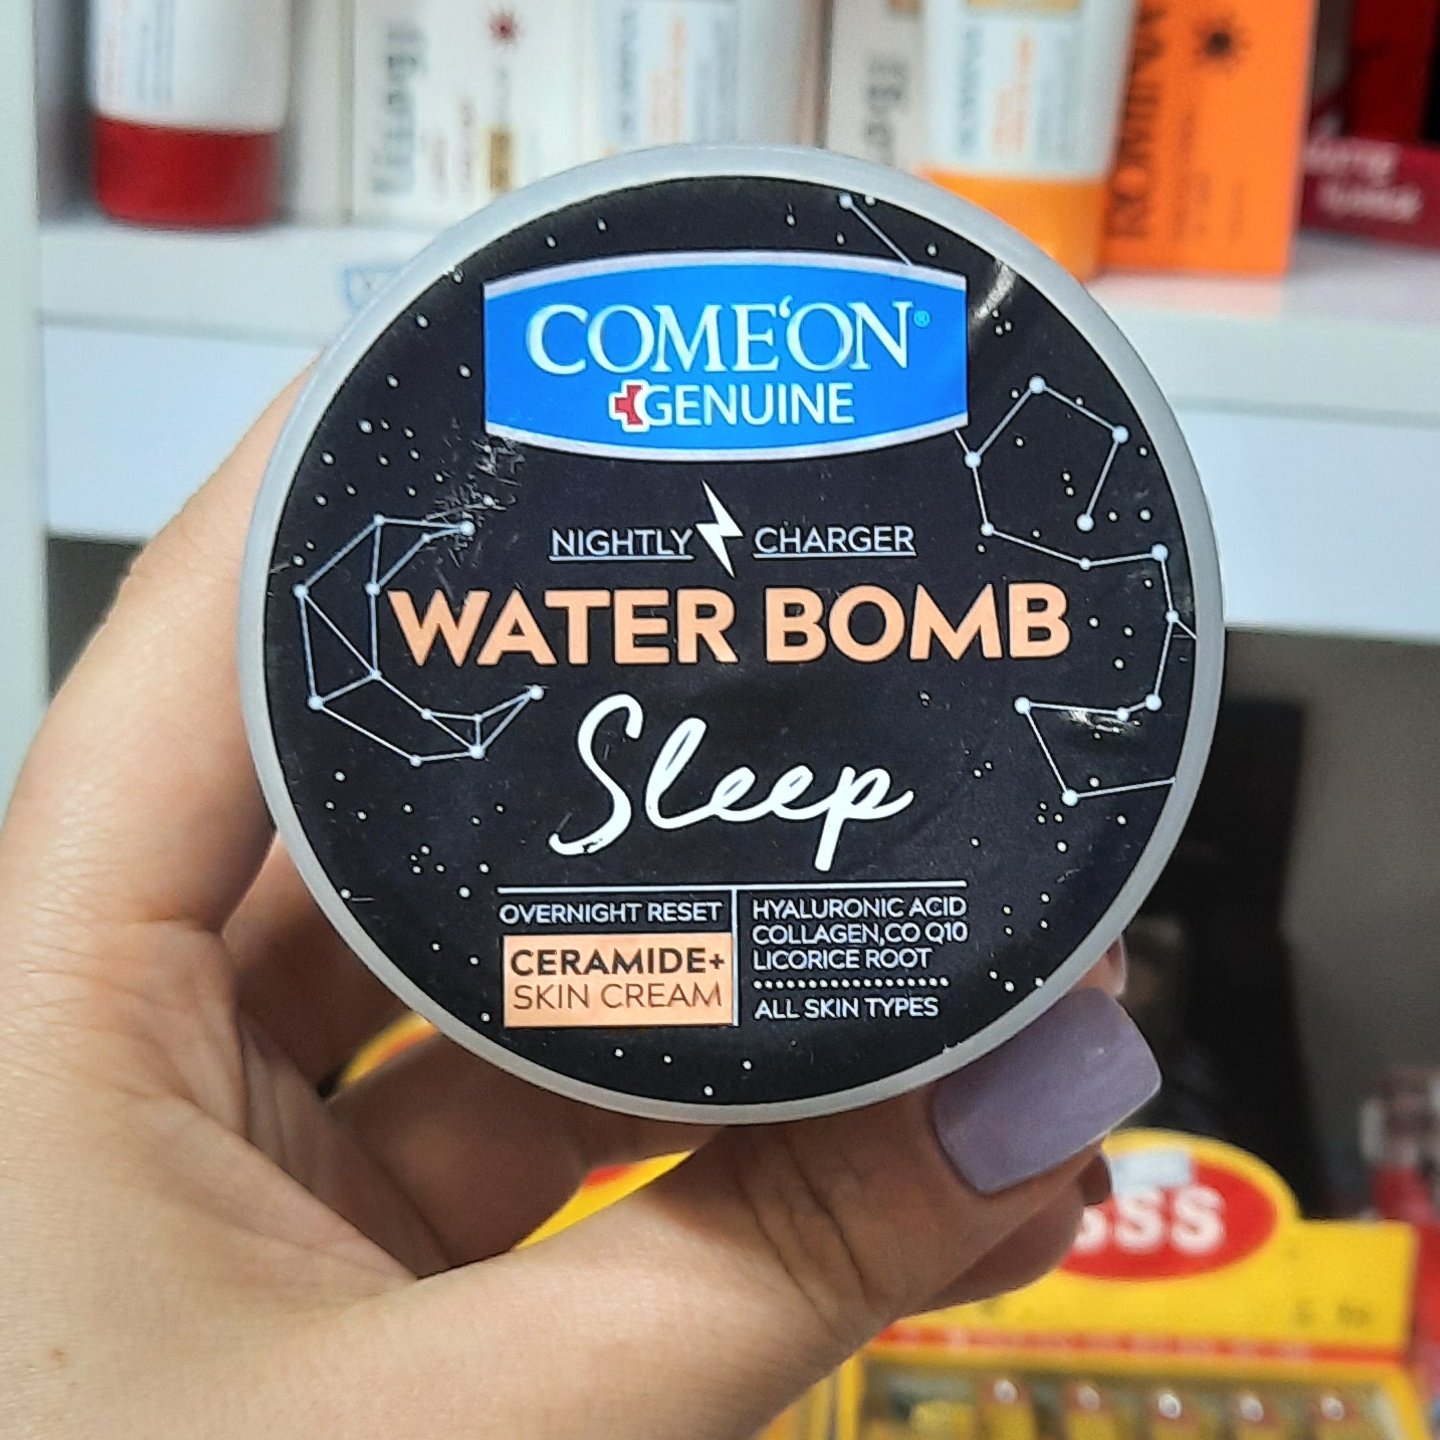 COME'ON®
GENUINE
NIGHTLY CHARGER
WATER BOMB
Sleep
OVERNIGHT RESET
CERAMIDE+
SKIN CREAM
HYALURONIC ACID
COLLAGEN,CO Q10
LICORICE ROOT
ALL SKIN TYPES